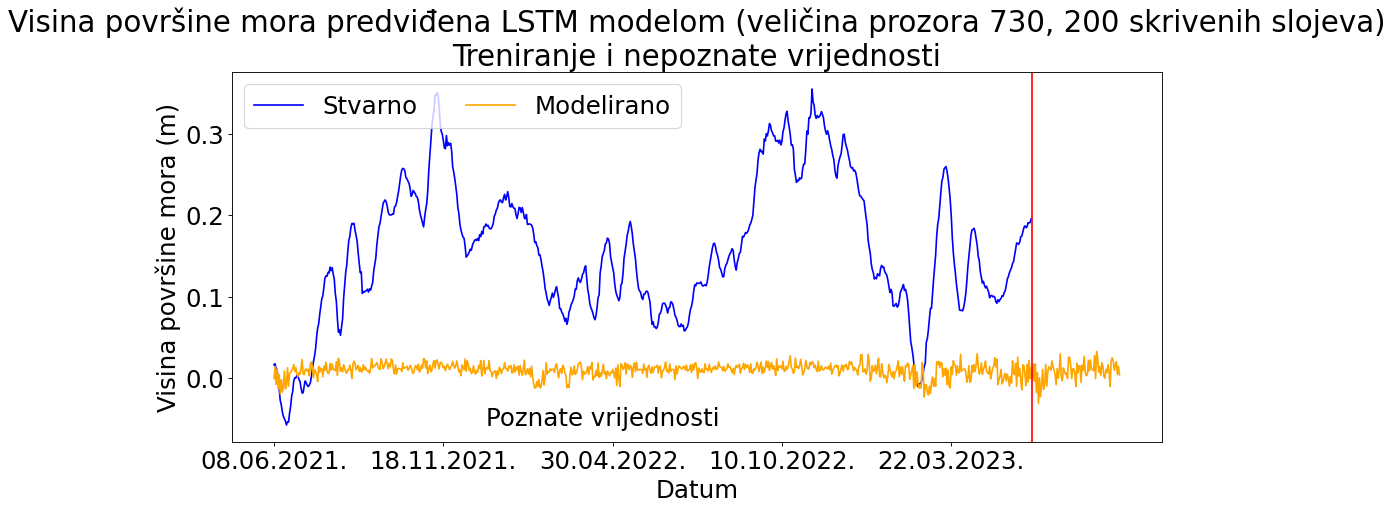 Visina površine mora predviđena LSTM modelom (veličina prozora 730, 200 skrivenih slojeva)
Treniranje i nepoznate vrijednosti
Stvarno
Modelirano
Visina površine mora (m)
0.3
0.2
0.1
0.0
Poznate vrijednosti
08.06.2021.
18.11.2021.
30.04.2022.
10.10.2022.
22.03.2023.
Datum